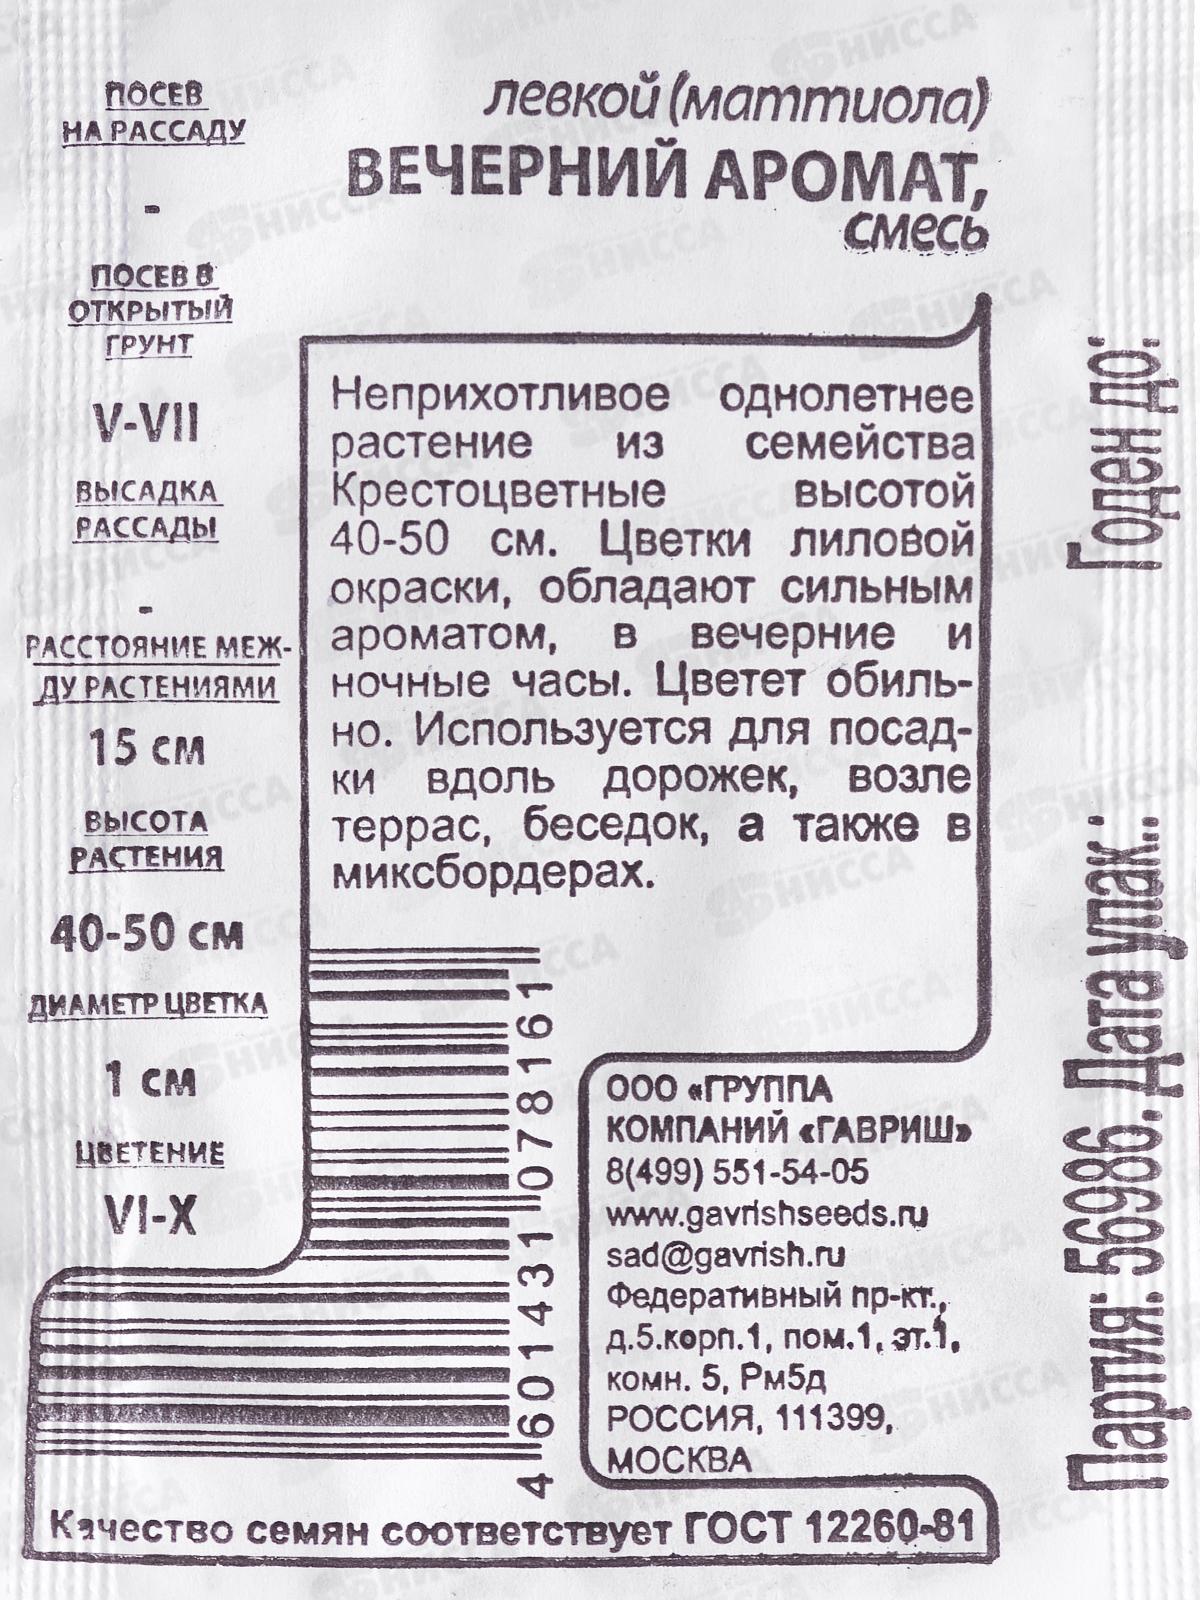 ПОСЕВ
НА РАССАДУ
-
ПОСЕВ В
ОТКРЫТЫЙ
ГРУНТ
V-VII
ВЫСАДКА
РАССАДЫ
-
РАССТОЯНИЕ МЕЖ-
ДУ РАСТЕНИЯМИ
15 см
ВЫСОТА
РАСТЕНИЯ
40-50 см
ДИАМЕТР ЦВЕТКА
1 см
ЦВЕТЕНИЕ
VI-X
левкой (маттиола)
ВЕЧЕРНИЙ АРОМАТ,
смесь
Неприхотливое однолетнее
растение из семейства
Крестоцветные высотой
40-50 см. Цветки лиловой
окраски, обладают сильным
ароматом, в вечерние и
ночные часы. Цветет обиль-
но. Используется для посад-
ки вдоль дорожек, возле
террас, беседок, а также в
миксбордерах.
4 601431 078161
ООО «ГРУППА
КОМПАНИЙ «ГАВРИШ»
8(499) 551-54-05
www.gavrishseeds.ru
sad@gavrish.ru
Федеративный пр-кт.,
д.5.корп.1, пом.1, эт.1,
комн. 5, Рм5д
РОССИЯ, 111399,
МОСКВА
Качество семян соответствует ГОСТ 12260-81
Партия: 56986. Дата упак.: Годен до:
НИССА